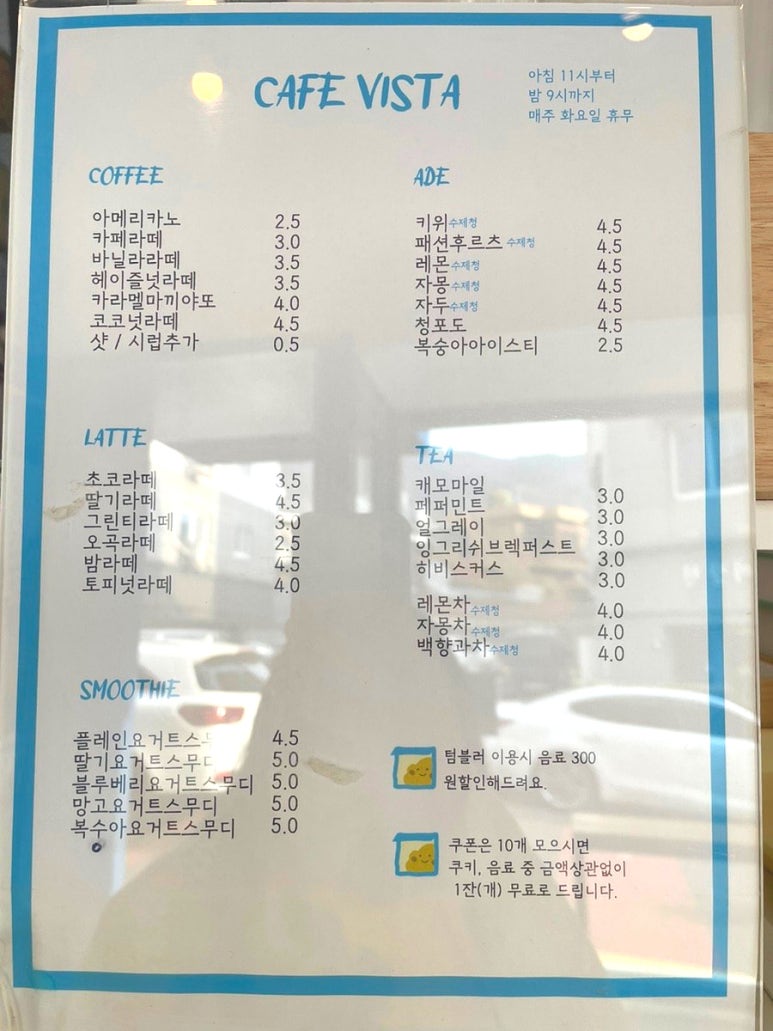 CAFE VISTA
아침 11시부터
밤 9시까지
매주 화요일 휴무
COFFEE
아메리카노 2.5
카페라떼 3.0
바닐라라떼 3.5
헤이즐넛라떼 3.5
카라멜마끼야또 4.0
코코넛라떼 4.5
샷 / 시럽추가 0.5
LATTE
초코라떼 3.5
딸기라떼 4.5
그린티라떼 3.0
오곡라떼 2.5
밤라떼 4.5
토피넛라떼 4.0
SMOOTHIE
플레인요거트스무 4.5
딸기요거트스무디 5.0
블루베리요거트스무디 5.0
망고요거트스무디 5.0
복수아요거트스무디 5.0
ADE
키위수제청 4.5
패션후르츠 수제청 4.5
레몬수제청 4.5
자몽수제청 4.5
자두수제청 4.5
청포도 4.5
복숭아아이스티 2.5
TEA
캐모마일 3.0
페퍼민트 3.0
얼그레이 3.0
잉그리쉬브렉퍼스트 3.0
히비스커스 3.0
레몬차수제청 4.0
자몽차수제청 4.0
백향과차수제청 4.0
텀블러 이용시 음료 300
원할인해드려요.
쿠폰은 10개 모으시면
쿠키, 음료 중 금액상관없이
1잔(개) 무료로 드립니다.